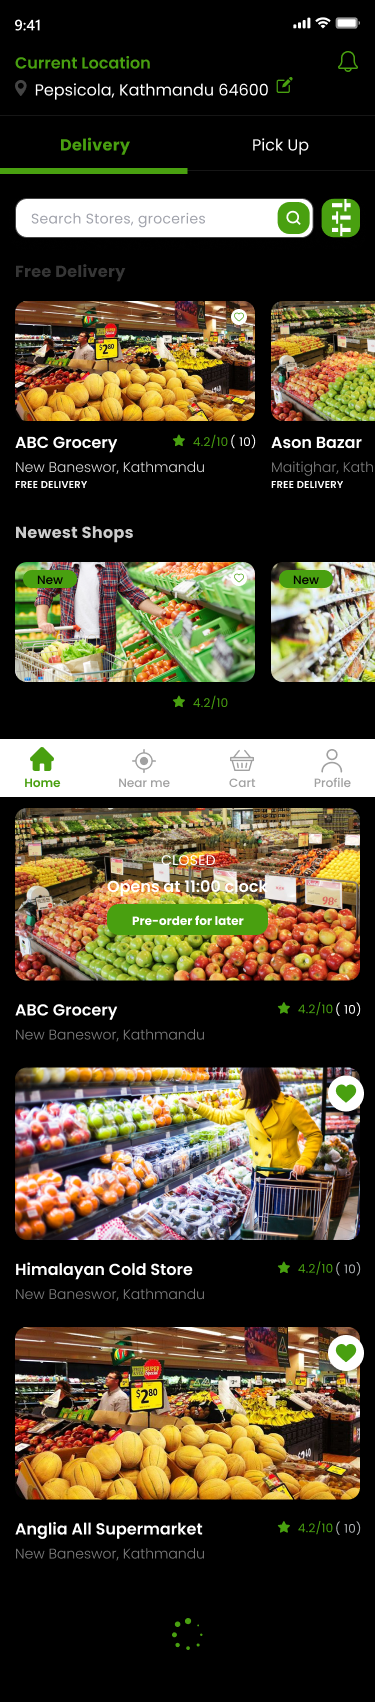 9:41
Current Location
Pepsicola, Kathmandu 64600
Delivery
Pick Up
Search Stores, groceries
Free Delivery
$2⁸⁰
ABC Grocery
4.2/10 ( 10)
New Baneswor, Kathmandu
FREE DELIVERY
Ason Bazar
Maitighar, Kath
FREE DELIVERY
Newest Shops
New
New
4.2/10
Home
Near me
Cart
Profile
CLOSED
Opens at 11:00 clock
Pre-order for later
98
ABC Grocery
4.2/10 ( 10)
New Baneswor, Kathmandu
Himalayan Cold Store
4.2/10 ( 10)
New Baneswor, Kathmandu
SUPER
$2⁸⁰
Anglia All Supermarket
4.2/10 ( 10)
New Baneswor, Kathmandu